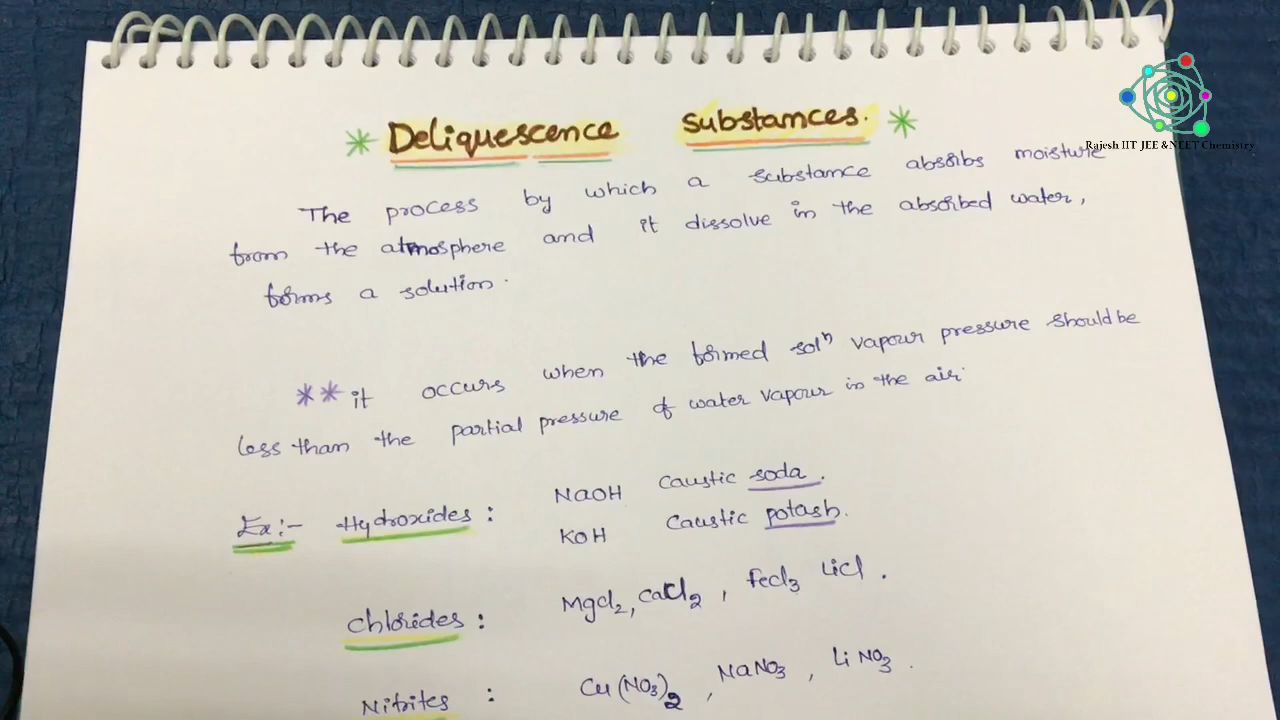 * Deliquescence substances. *
Rajesh IIT JEE &NEET Chemistry
The process by which a substance absorbs moisture
from the atmosphere and it dissolve in the absorbed water,
forms a solution.
** it occurs when the formed solⁿ vapour pressure should be
less than the partial pressure of water vapour in the air.
Ex:- Hydroxides : NaOH caustic soda.
KOH caustic potash.
chlorides : MgCl₂, CaCl₂, FeCl₃ LiCl.
Nitrites : Cu(NO₃)₂, NaNO₃, LiNO₃.